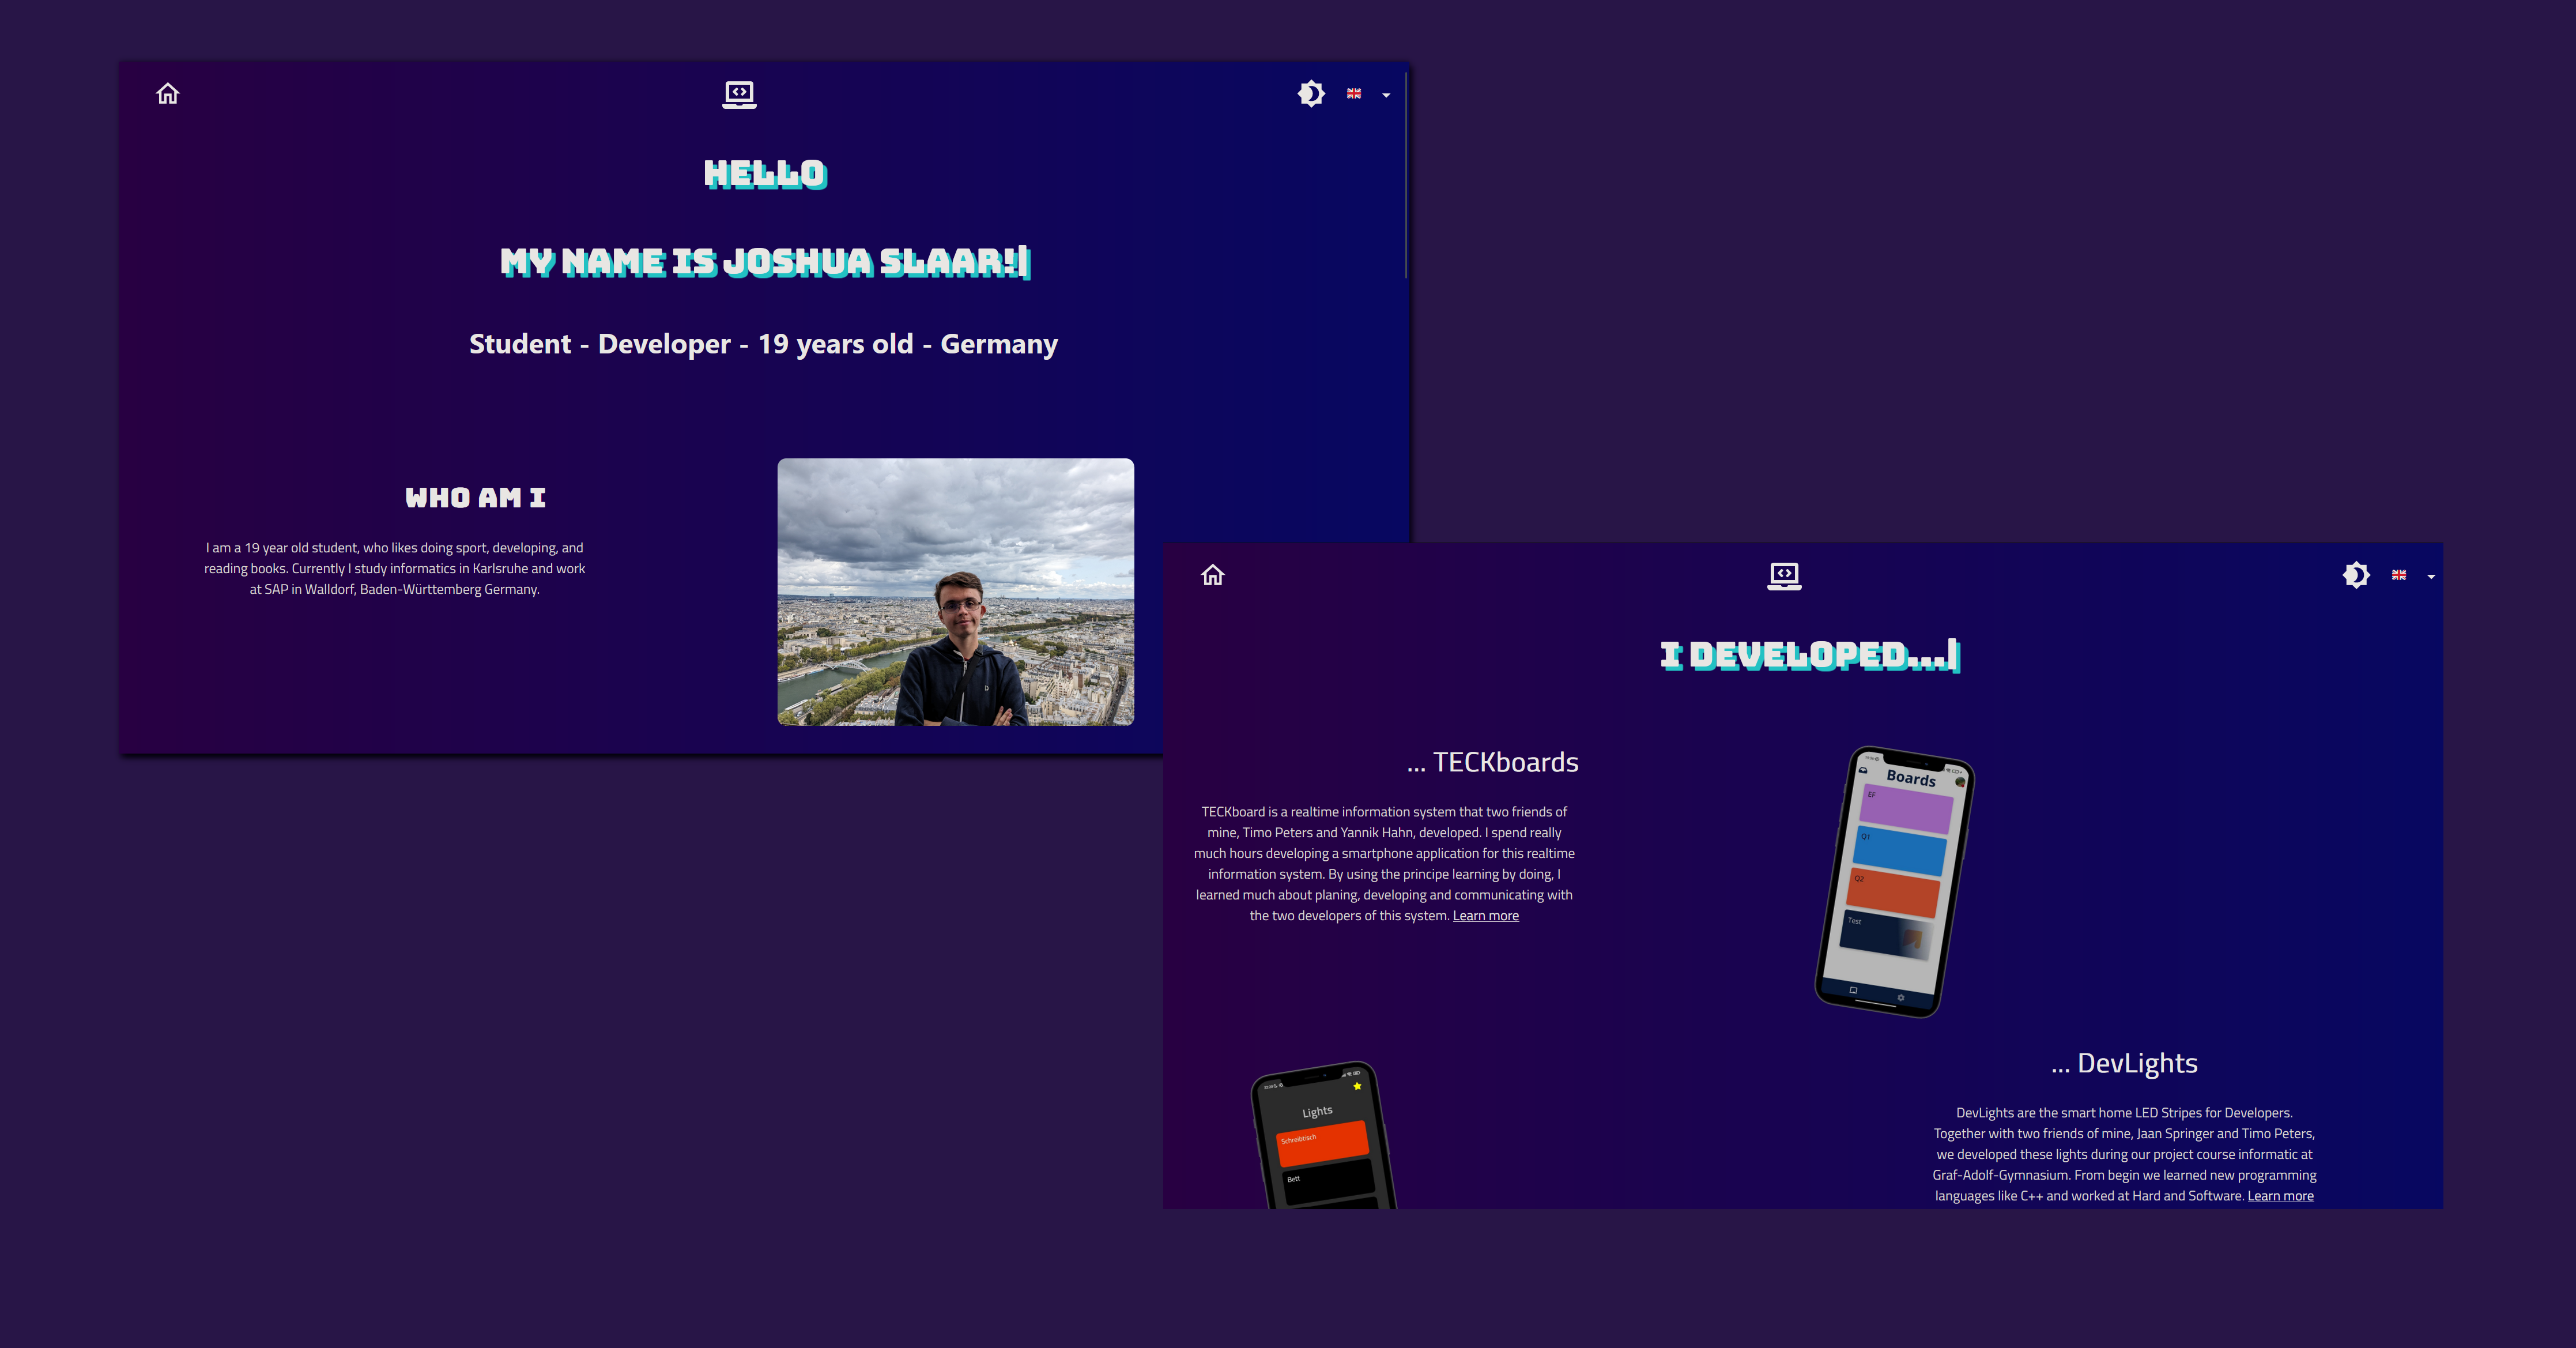 HELLO
MY NAME IS JOSHUA SLAAR!|
Student - Developer - 19 years old - Germany
WHO AM I
I am a 19 year old student, who likes doing sport, developing, and
reading books. Currently I study informatics in Karlsruhe and work
at SAP in Walldorf, Baden-Württemberg Germany.
I DEVELOPED...|
... TECKboards
TECKboard is a realtime information system that two friends of
mine, Timo Peters and Yannik Hahn, developed. I spend really
much hours developing a smartphone application for this realtime
information system. By using the principe learning by doing, I
learned much about planing, developing and communicating with
the two developers of this system. Learn more
Boards
EF
Q1
Q2
Test
... DevLights
DevLights are the smart home LED Stripes for Developers.
Together with two friends of mine, Jaan Springer and Timo Peters,
we developed these lights during our project course informatic at
Graf-Adolf-Gymnasium. From begin we learned new programming
languages like C++ and worked at Hard and Software. Learn more
Lights
Schreibtisch
Bett